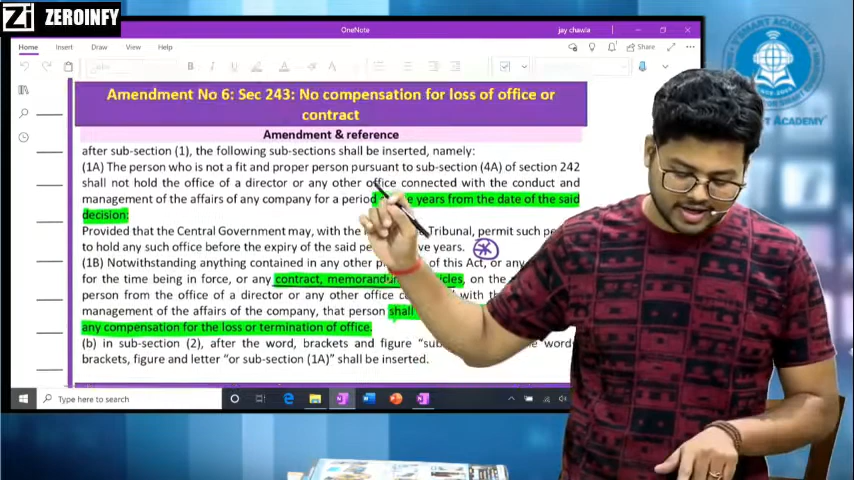 Zi ZEROINFY
OneNote
jay chawla
Home Insert Draw View Help
Share
Amendment No 6: Sec 243: No compensation for loss of office or
contract
Amendment & reference
after sub-section (1), the following sub-sections shall be inserted, namely:
(1A) The person who is not a fit and proper person pursuant to sub-section (4A) of section 242
shall not hold the office of a director or any other office connected with the conduct and
management of the affairs of any company for a period years from the date of the said
decision:
Provided that the Central Government may, with the Tribunal, permit such
to hold any such office before the expiry of the said years.
(1B) Notwithstanding anything contained in any other of this Act, or any
for the time being in force, or any contract, on the
person from the office of a director or any other office with
management of the affairs of the company, that person shall
any compensation for the loss or termination of office.
(b) in sub-section (2), after the word, brackets and figure word
brackets, figure and letter “or sub-section (1A)” shall be inserted.
Type here to search
SMART ACADEMY